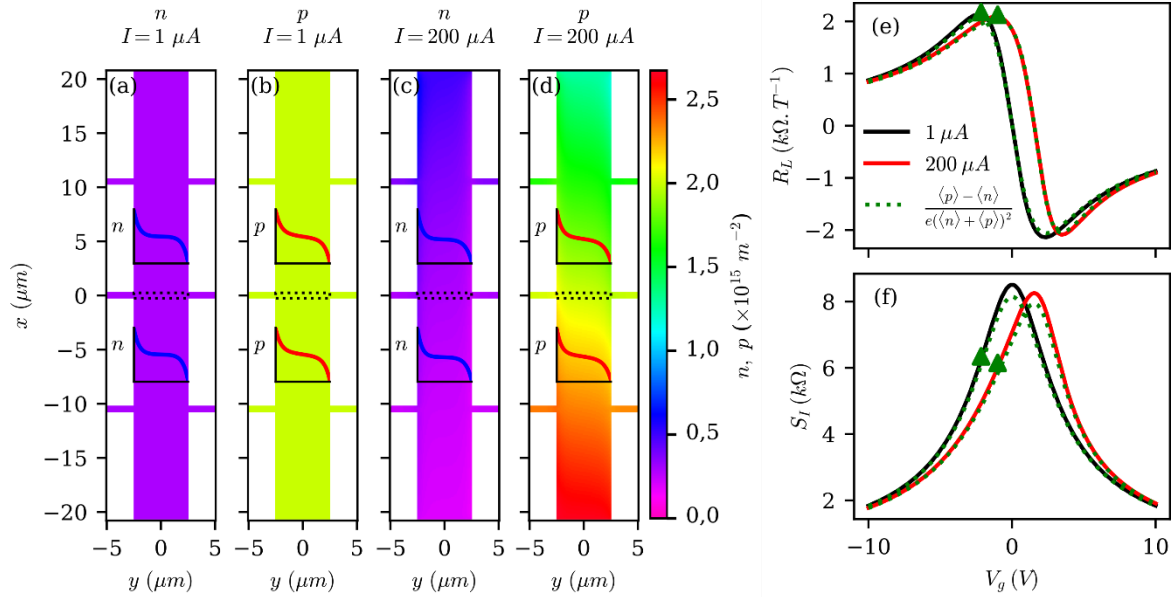 n p n p
I = 1 μA I = 1 μA I = 200 μA I = 200 μA
(a) (b) (c) (d)
20
15
10
5
0
−5
−10
−15
−20
x (μm)
n p n p
n p n p
−5 0 5 −5 0 5 −5 0 5 −5 0 5
y (μm) y (μm) y (μm) y (μm)
2,5
2,0
1,5
1,0
0,5
0,0
n, p (×10¹⁵ m⁻²)
(e)
2
1
0
−1
−2
R_L (kΩ.T⁻¹)
1 μA
200 μA
⟨p⟩ − ⟨n⟩
e(⟨n⟩ + ⟨p⟩)²
(f)
8
6
4
2
S_I (kΩ)
−10 0 10
V_g (V)